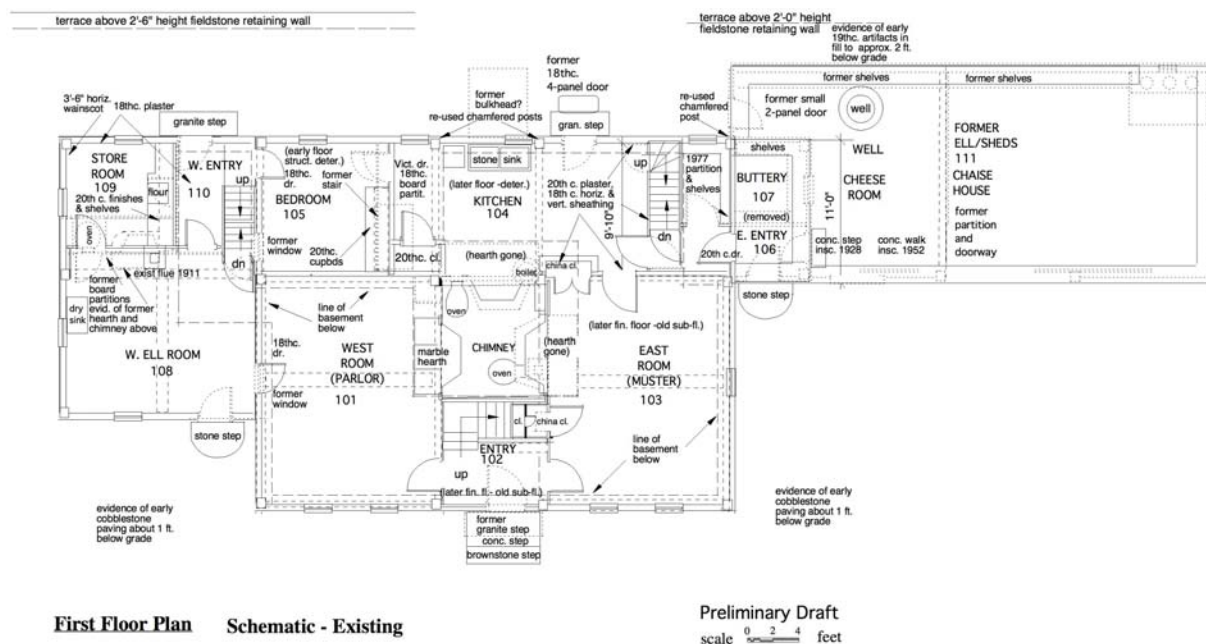 terrace above 2'-6" height fieldstone retaining wall
terrace above 2'-0" height
fieldstone retaining wall
evidence of early
19thc. artifacts in
fill to approx. 2 ft.
below grade
former
18thc.
4-panel door
former
bulkhead?
re-used chamfered posts
re-used
chamfered
post
former shelves
former shelves
former small
2-panel door
well
3'-6" horiz.
wainscot
18thc. plaster
granite step
gran. step
STORE
ROOM
109
flour
20th c. finishes
& shelves
oven
W. ENTRY
110
up
dn
(early floor
struct. deter.)
18thc.
dr.
former
stair
BEDROOM
105
former
window
20thc.
cupbds
Vict. dr.
18thc.
board
partit.
20thc. cl.
stone sink
(later floor -deter.)
KITCHEN
104
(hearth gone)
boiler
20th c. plaster,
18th c. horiz. &
vert. sheathing
9'-10"
up
dn
1977
partition
& shelves
20th c.dr.
shelves
BUTTERY
107
(removed)
E. ENTRY
106
stone step
11'-0"
WELL
CHEESE
ROOM
conc. step
insc. 1928
conc. walk
insc. 1952
FORMER
ELL/SHEDS
111
CHAISE
HOUSE
former
partition
and
doorway
exist flue 1911
former
board
partitions
evid. of former
hearth and
chimney above
dry
sink
W. ELL ROOM
108
stone step
18thc.
dr.
former
window
line of
basement
below
WEST
ROOM
(PARLOR)
101
marble
hearth
oven
CHIMNEY
oven
china cl.
(hearth
gone)
(later fin. floor -old sub-fl.)
EAST
ROOM
(MUSTER)
103
line of
basement
below
cl.
china cl.
ENTRY
102
up
(later fin. fl.- old sub-fl.)
former
granite step
conc. step
brownstone step
evidence of early
cobblestone
paving about 1 ft.
below grade
evidence of early
cobblestone
paving about 1 ft.
below grade
First Floor Plan Schematic - Existing
Preliminary Draft
scale 0 2 4 feet